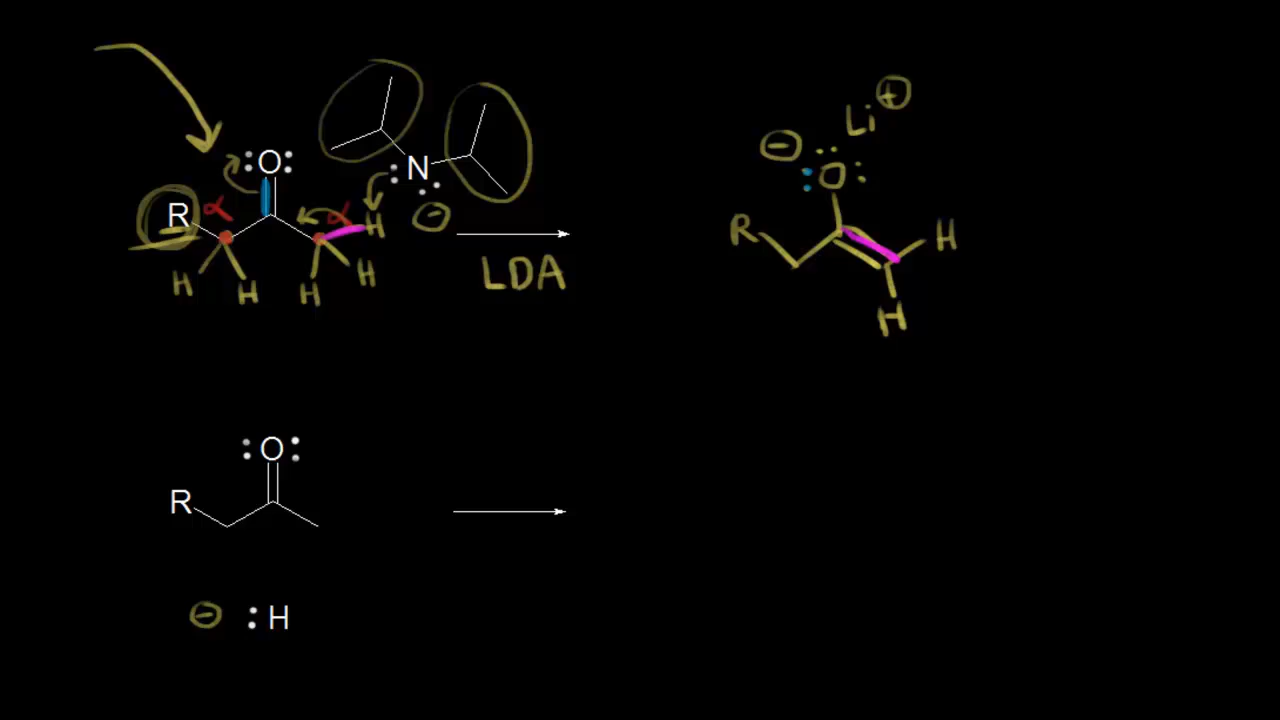 Li +
− :O:
:O: N −
R α α H
R H
LDA
H H H H
H
:O:
R
− :H